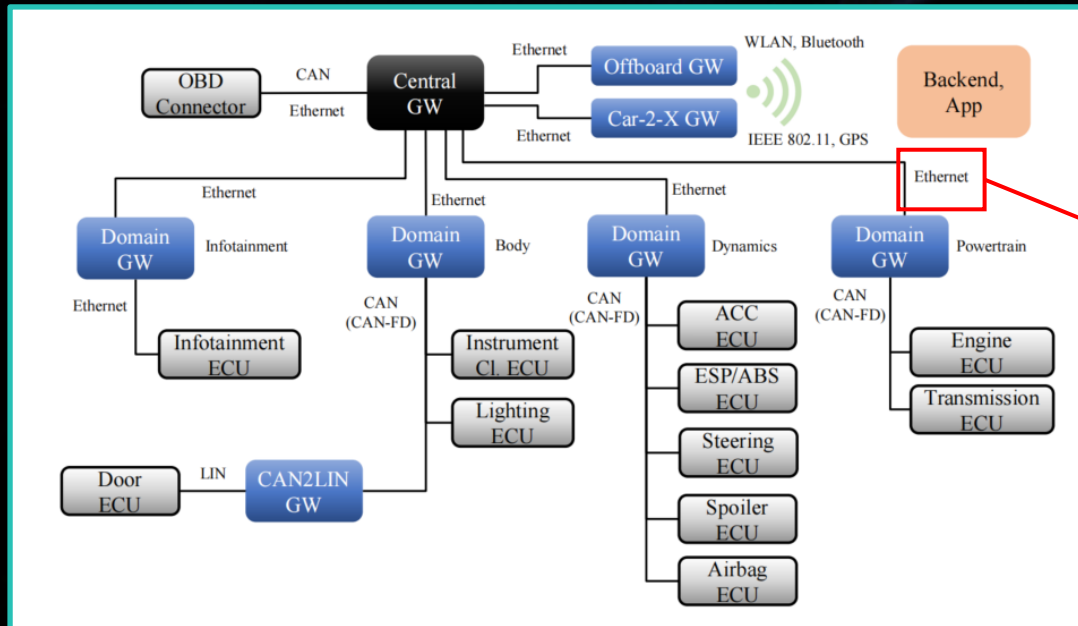 Ethernet
WLAN, Bluetooth
OBD
Connector
CAN
Ethernet
Central
GW
Offboard GW
Car-2-X GW
Ethernet
IEEE 802.11, GPS
Backend,
App
Ethernet
Ethernet
Ethernet
Ethernet
Domain
GW
Infotainment
Domain
GW
Body
Domain
GW
Dynamics
Domain
GW
Powertrain
Ethernet
CAN
(CAN-FD)
CAN
(CAN-FD)
CAN
(CAN-FD)
Infotainment
ECU
Instrument
Cl. ECU
Lighting
ECU
ACC
ECU
ESP/ABS
ECU
Steering
ECU
Spoiler
ECU
Airbag
ECU
Engine
ECU
Transmission
ECU
Door
ECU
LIN
CAN2LIN
GW